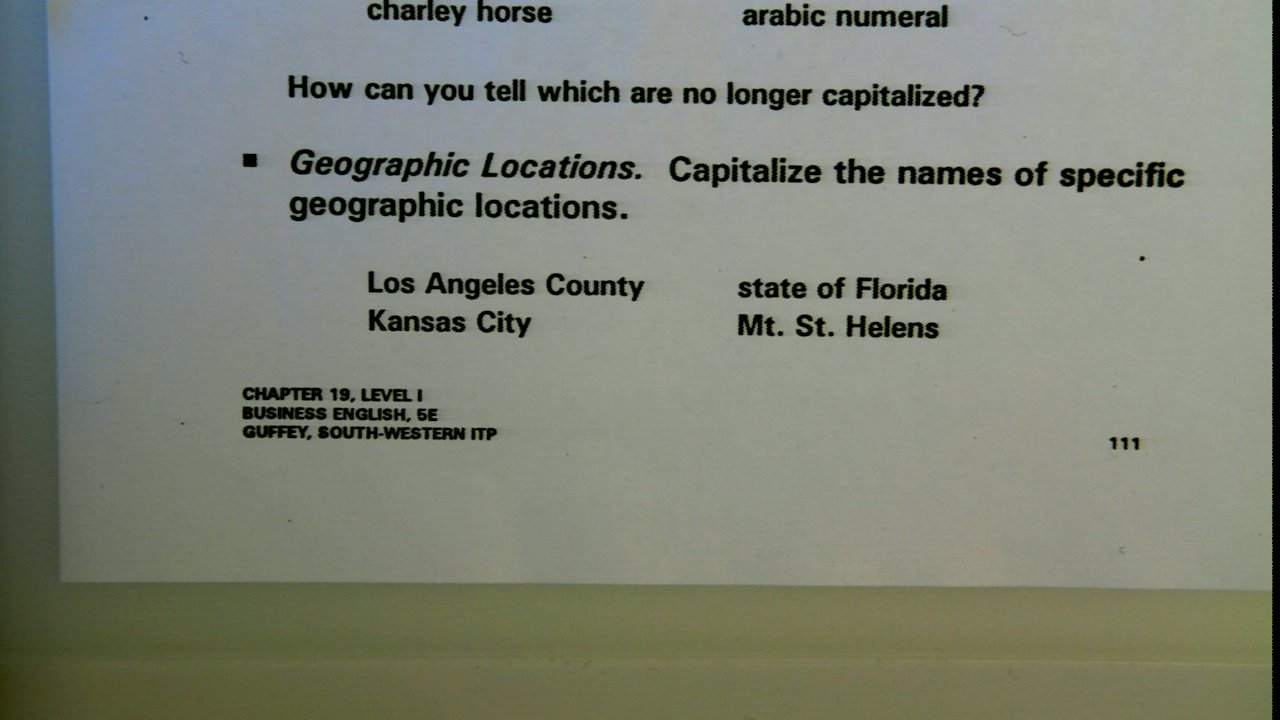 charley horse arabic numeral
How can you tell which are no longer capitalized?
■ Geographic Locations. Capitalize the names of specific
geographic locations.
Los Angeles County state of Florida
Kansas City Mt. St. Helens
CHAPTER 19, LEVEL I
BUSINESS ENGLISH, 5E
GUFFEY, SOUTH-WESTERN ITP
111